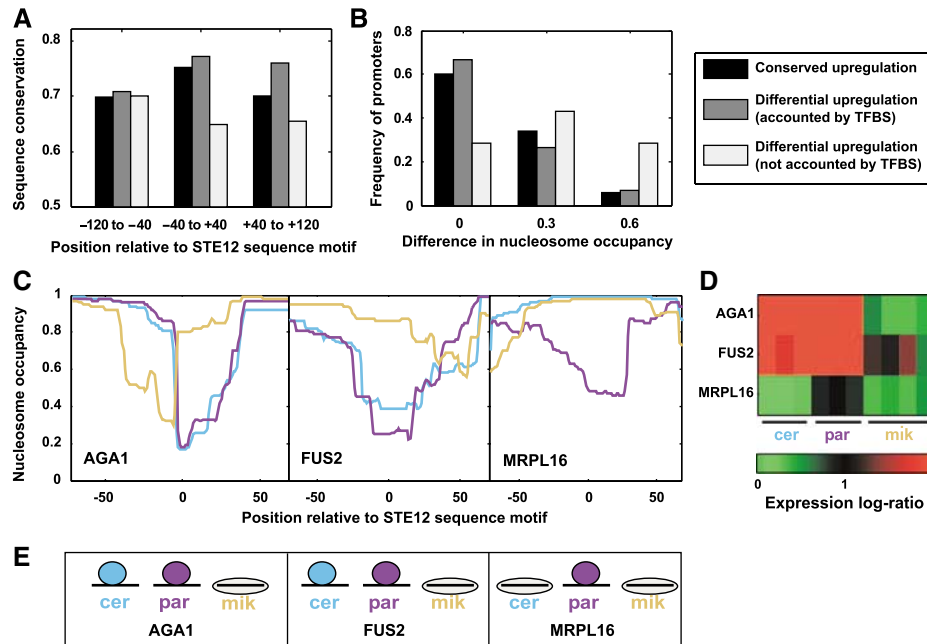 A
Sequence conservation
0.8
0.7
0.6
0.5
−120 to −40
−40 to +40
+40 to +120
Position relative to STE12 sequence motif
B
Frequency of promoters
0.8
0.6
0.4
0.2
0
0
0.3
0.6
Difference in nucleosome occupancy
Conserved upregulation
Differential upregulation
(accounted by TFBS)
Differential upregulation
(not accounted by TFBS)
C
Nucleosome occupancy
1
0.8
0.6
0.4
0.2
0
AGA1
FUS2
MRPL16
-50
0
50
-50
0
50
-50
0
50
Position relative to STE12 sequence motif
D
AGA1
FUS2
MRPL16
cer
par
mik
0
1
Expression log-ratio
E
cer
par
mik
cer
par
mik
cer
par
mik
AGA1
FUS2
MRPL16